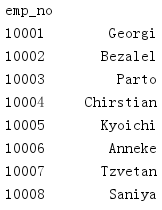 emp_no
10001 Georgi
10002 Bezalel
10003 Parto
10004 Chirstian
10005 Kyoichi
10006 Anneke
10007 Tzvetan
10008 Saniya